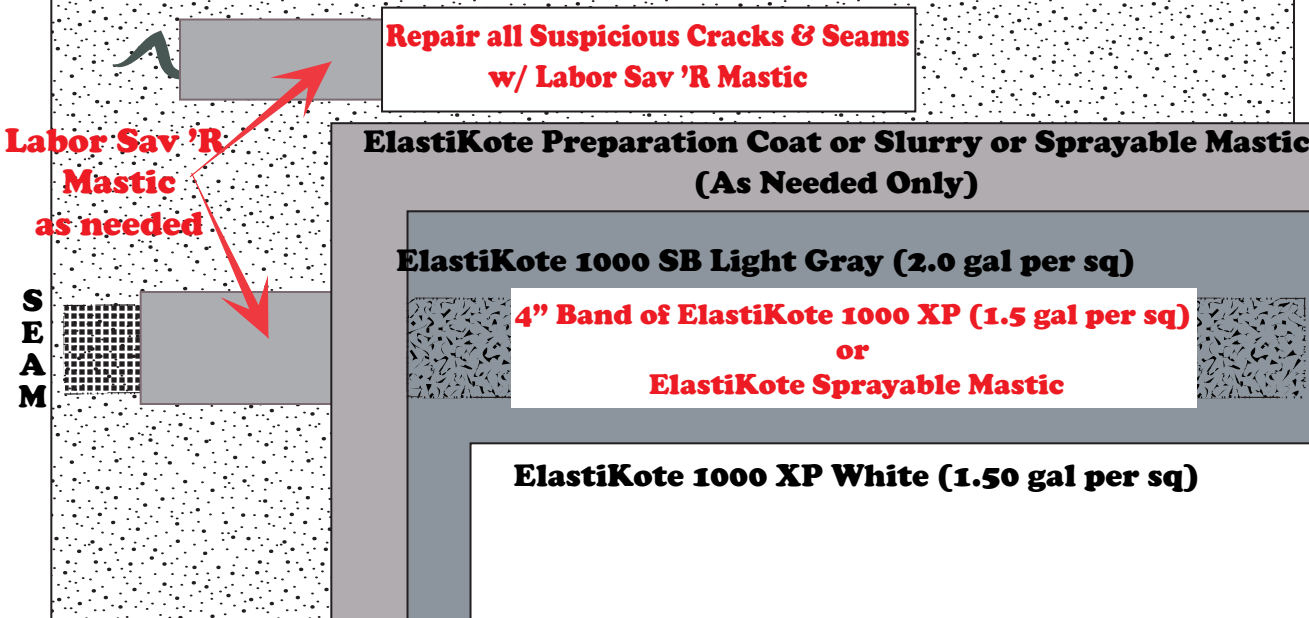 Repair all Suspicious Cracks & Seams
w/ Labor Sav ’R Mastic
Labor Sav ’R
Mastic
as needed
ElastiKote Preparation Coat or Slurry or Sprayable Mastic
(As Needed Only)
ElastiKote 1000 SB Light Gray (2.0 gal per sq)
SEAM
4” Band of ElastiKote 1000 XP (1.5 gal per sq)
or
ElastiKote Sprayable Mastic
ElastiKote 1000 XP White (1.50 gal per sq)